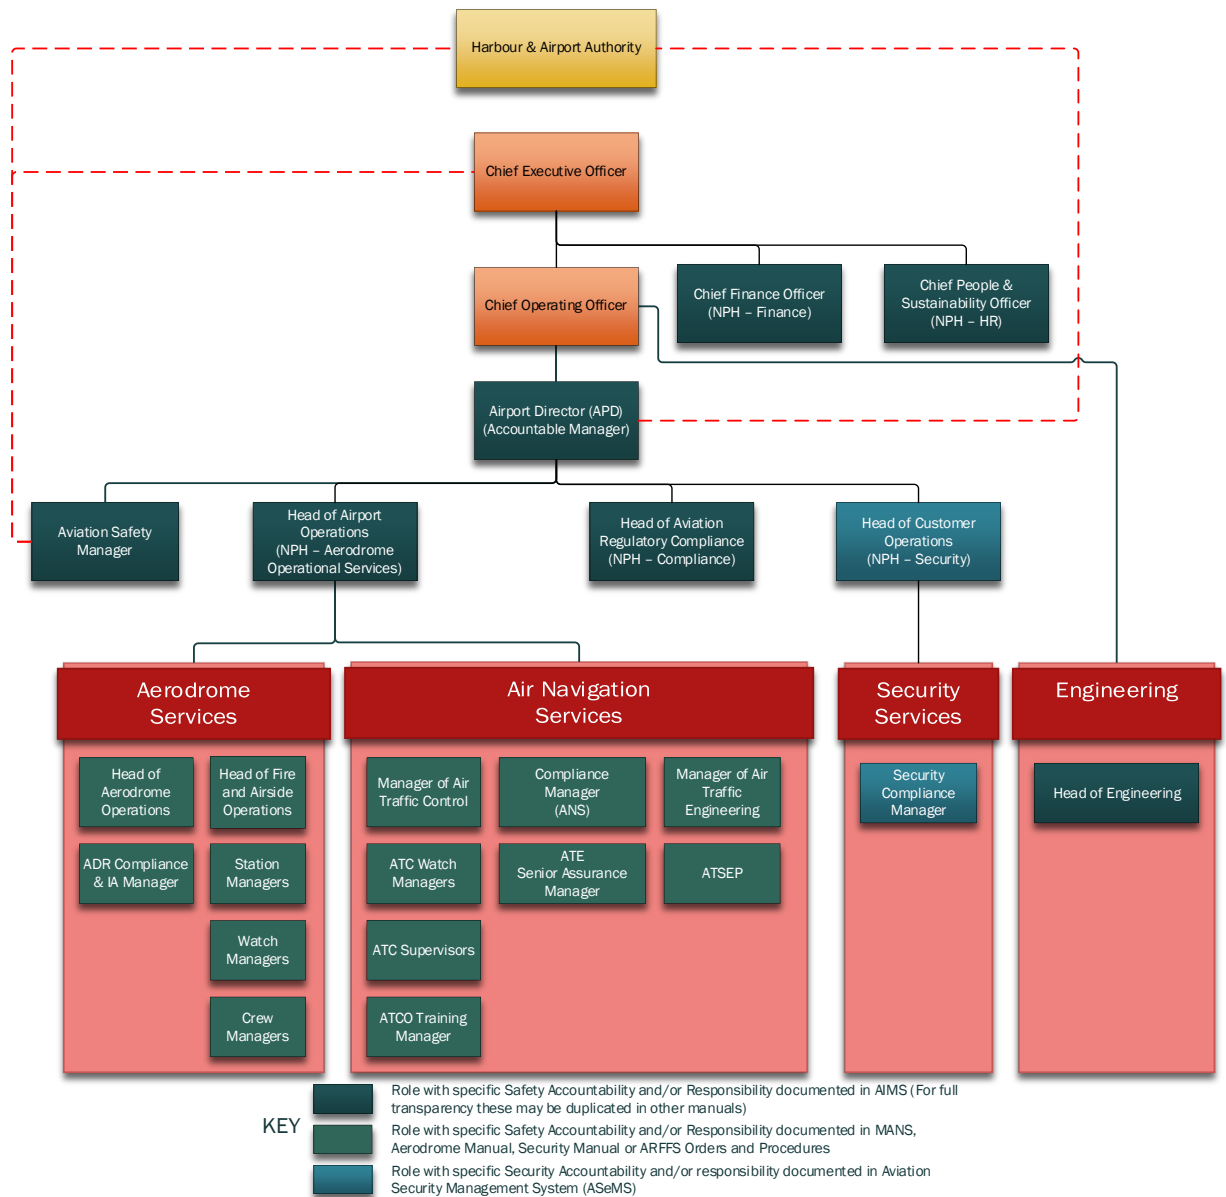 Harbour & Airport Authority
Chief Executive Officer
Chief Operating Officer
Chief Finance Officer
(NPH – Finance)
Chief People &
Sustainability Officer
(NPH – HR)
Airport Director (APD)
(Accountable Manager)
Aviation Safety
Manager
Head of Airport
Operations
(NPH – Aerodrome
Operational Services)
Head of Aviation
Regulatory Compliance
(NPH – Compliance)
Head of Customer
Operations
(NPH – Security)
Aerodrome
Services
Head of
Aerodrome
Operations
Head of Fire
and Airside
Operations
ADR Compliance
& IA Manager
Station
Managers
Watch
Managers
Crew
Managers
Air Navigation
Services
Manager of Air
Traffic Control
Compliance
Manager
(ANS)
Manager of Air
Traffic
Engineering
ATC Watch
Managers
ATE
Senior Assurance
Manager
ATSEP
ATC Supervisors
ATCO Training
Manager
Security
Services
Security
Compliance
Manager
Engineering
Head of Engineering
KEY
Role with specific Safety Accountability and/or Responsibility documented in AIMS (For full
transparency these may be duplicated in other manuals)
Role with specific Safety Accountability and/or Responsibility documented in MANS,
Aerodrome Manual, Security Manual or ARFFS Orders and Procedures
Role with specific Security Accountability and/or responsibility documented in Aviation
Security Management System (ASeMS)